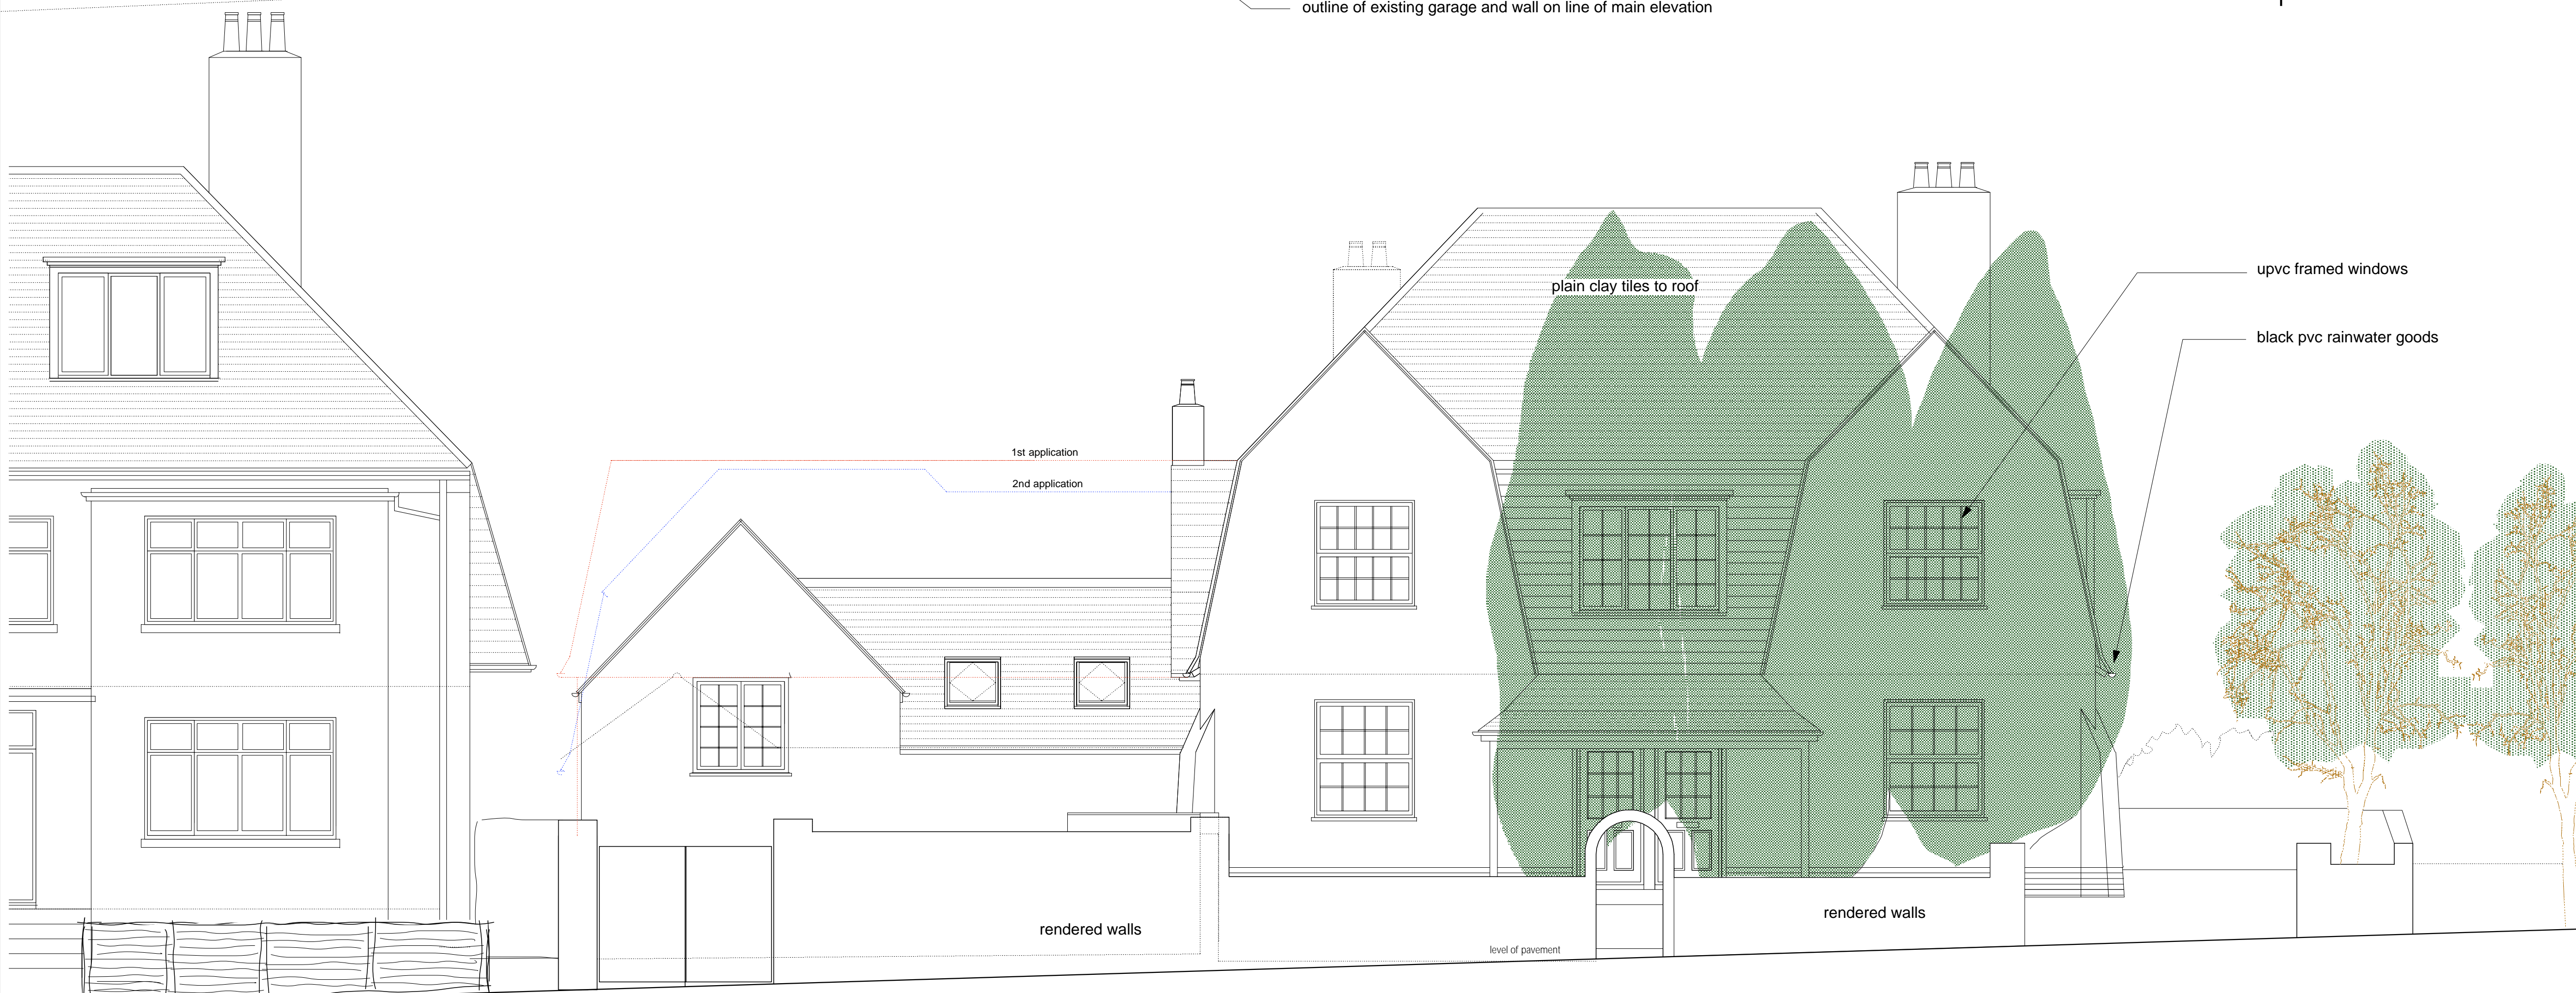 outline of existing garage and wall on line of main elevation
upvc framed windows
plain clay tiles to roof
black pvc rainwater goods
1st application
2nd application
rendered walls
rendered walls
level of pavement